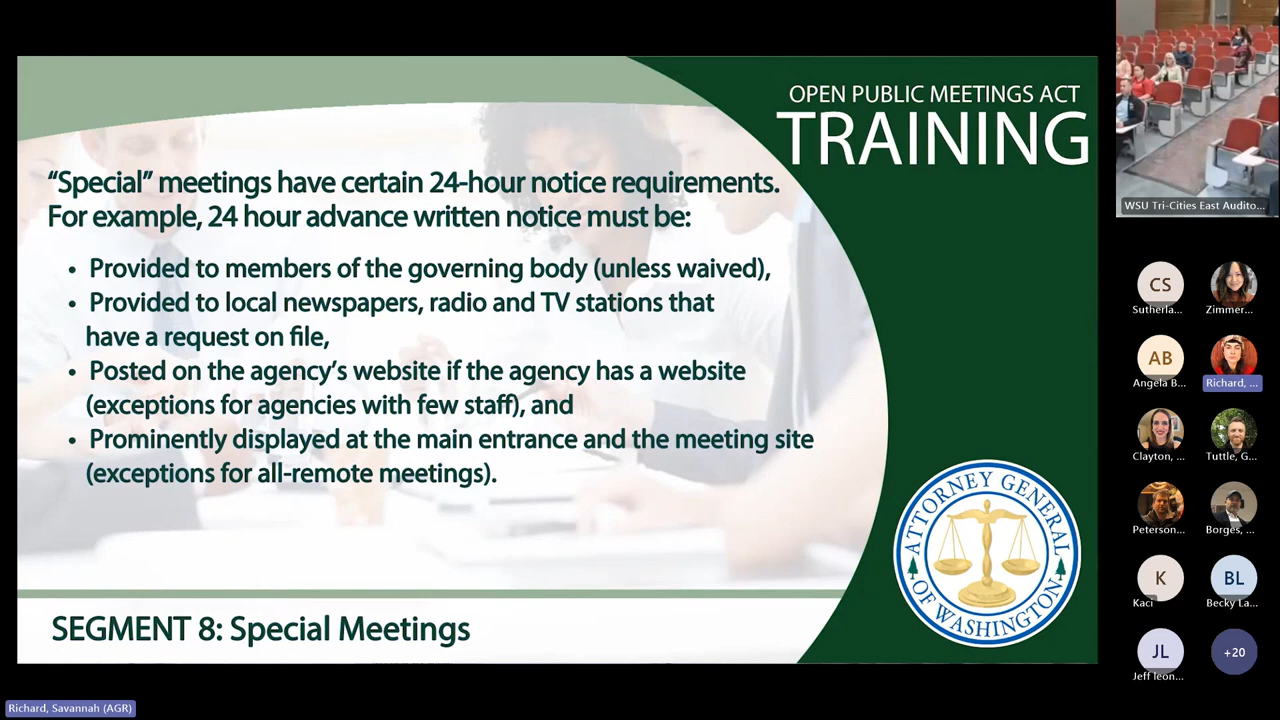 OPEN PUBLIC MEETINGS ACT
TRAINING
“Special” meetings have certain 24-hour notice requirements.
For example, 24 hour advance written notice must be:
• Provided to members of the governing body (unless waived),
• Provided to local newspapers, radio and TV stations that
have a request on file,
• Posted on the agency’s website if the agency has a website
(exceptions for agencies with few staff), and
• Prominently displayed at the main entrance and the meeting site
(exceptions for all-remote meetings).
SEGMENT 8: Special Meetings
ATTORNEY GENERAL
OF WASHINGTON
WSU Tri-Cities East Audito...
CS
Sutherla...
Zimmer...
AB
Angela B...
Richard, ...
Clayton, ...
Tuttle, G...
Peterson...
Borges, ...
K
Kaci
BL
Becky La...
JL
Jeff leon...
+20
Richard, Savannah (AGR)